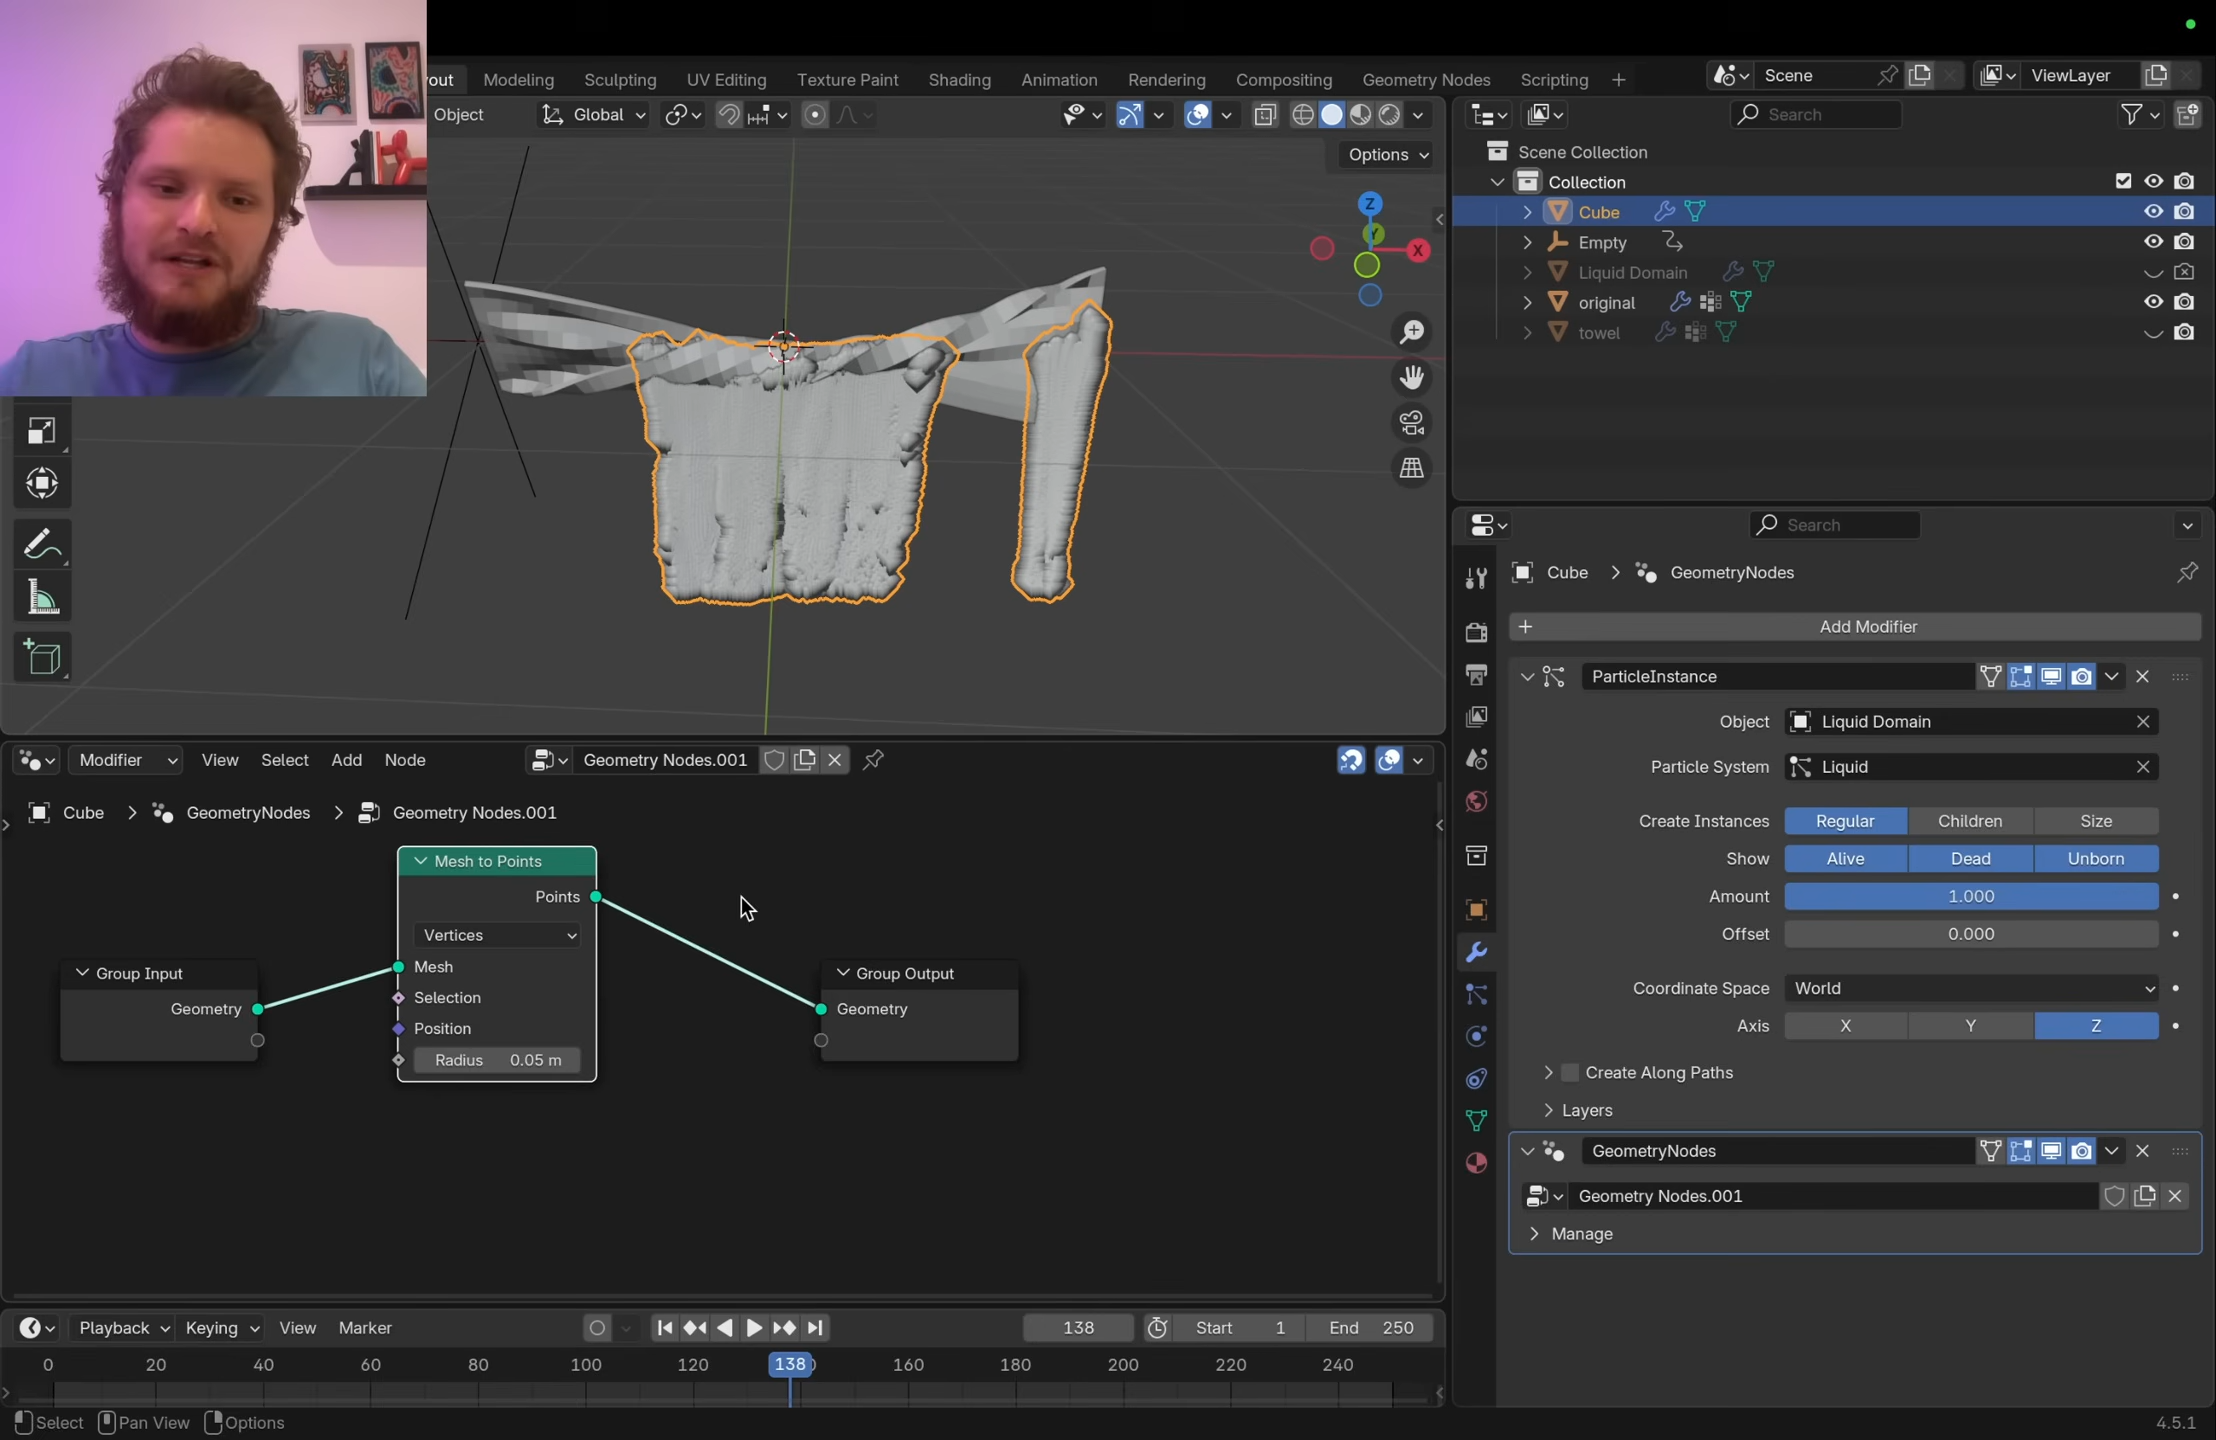 out Modeling Sculpting UV Editing Texture Paint Shading Animation Rendering Compositing Geometry Nodes Scripting + Scene ViewLayer
Object Global
Options
Z
Y
X
Search
Scene Collection
Collection
Cube
Empty
Liquid Domain
original
towel
Search
Cube > GeometryNodes
+ Add Modifier
ParticleInstance
Object Liquid Domain
Particle System Liquid
Create Instances Regular Children Size
Show Alive Dead Unborn
Amount 1.000
Offset 0.000
Coordinate Space World
Axis X Y Z
Create Along Paths
Layers
GeometryNodes
Geometry Nodes.001
Manage
Modifier View Select Add Node Geometry Nodes.001
Cube > GeometryNodes > Geometry Nodes.001
Mesh to Points
Points
Vertices
Mesh
Selection
Position
Radius 0.05 m
Group Input
Geometry
Group Output
Geometry
Playback Keying View Marker 138 Start 1 End 250
0 20 40 60 80 100 120 138 160 180 200 220 240
Select Pan View Options 4.5.1